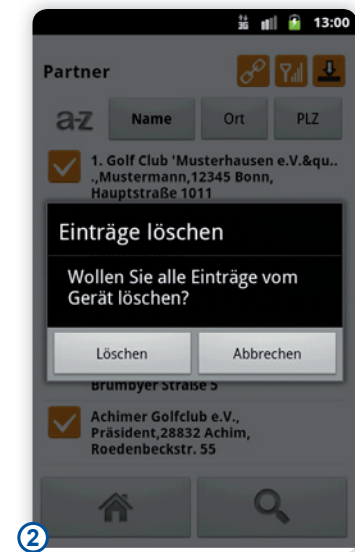 3G 13:00
Partner
a-z Name Ort PLZ
1. Golf Club 'Musterhausen e.V.&qu..
.,Mustermann,12345 Bonn,
Hauptstraße 1011
Einträge löschen
Wollen Sie alle Einträge vom
Gerät löschen?
Löschen Abbrechen
Brumbyer Straße 5
Achimer Golfclub e.V.,
Präsident,28832 Achim,
Roedenbeckstr. 55
2